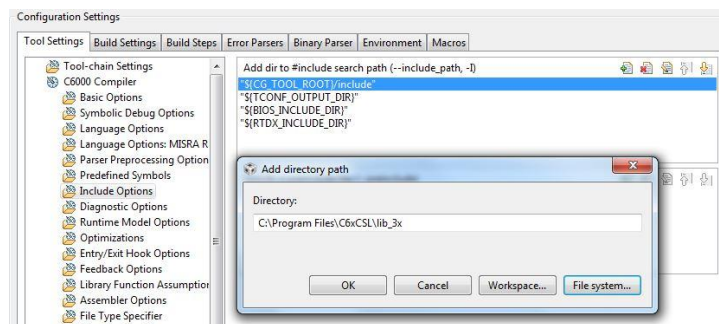 Configuration Settings
Tool Settings Build Settings Build Steps Error Parsers Binary Parser Environment Macros
Tool-chain Settings
C6000 Compiler
Basic Options
Symbolic Debug Options
Language Options
Language Options: MISRA R
Parser Preprocessing Option
Predefined Symbols
Include Options
Diagnostic Options
Runtime Model Options
Optimizations
Entry/Exit Hook Options
Feedback Options
Library Function Assumption
Assembler Options
File Type Specifier
Add dir to #include search path (--include_path, -I)
"${CG_TOOL_ROOT}/include"
"${TCONF_OUTPUT_DIR}"
"${BIOS_INCLUDE_DIR}"
"${RTDX_INCLUDE_DIR}"
Add directory path
Directory:
C:\Program Files\C6xCSL\lib_3x
OK Cancel Workspace... File system...